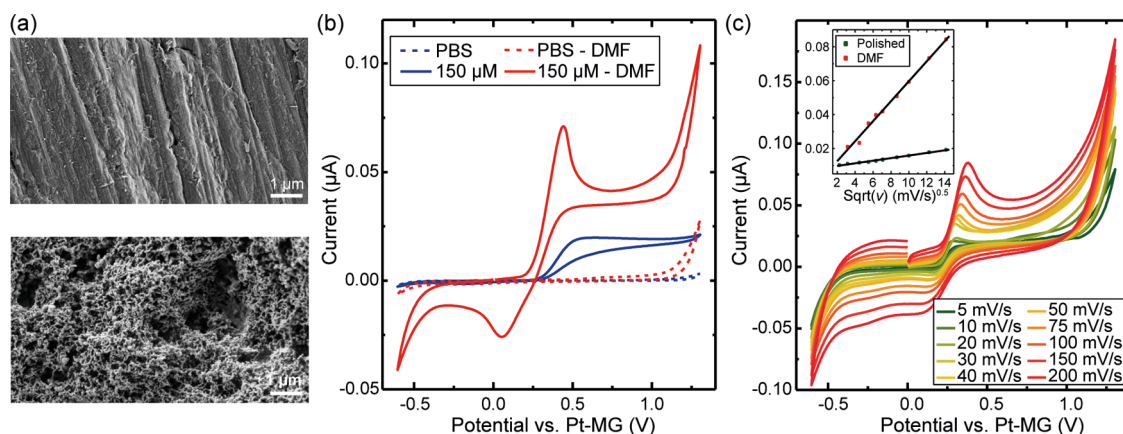 (a)
1 µm
1 µm
(b)
PBS
PBS - DMF
150 µM
150 µM - DMF
Current (µA)
0.10
0.05
0.00
-0.05
-0.5
0.0
0.5
1.0
Potential vs. Pt-MG (V)
(c)
Current (µA)
0.15
0.10
0.05
0.00
-0.05
-0.10
Polished
DMF
0.08
0.06
0.04
0.02
2 4 6 8 10 12 14
Sqrt(v) (mV/s)^0.5
5 mV/s
50 mV/s
10 mV/s
75 mV/s
20 mV/s
100 mV/s
30 mV/s
150 mV/s
40 mV/s
200 mV/s
-0.5
0.0
0.5
1.0
Potential vs. Pt-MG (V)